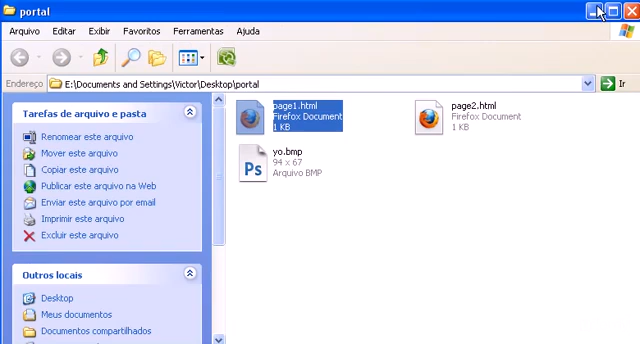 portal
Arquivo Editar Exibir Favoritos Ferramentas Ajuda
Endereço E:\Documents and Settings\Victor\Desktop\portal Ir
Tarefas de arquivo e pasta
Renomear este arquivo
Mover este arquivo
Copiar este arquivo
Publicar este arquivo na Web
Enviar este arquivo por email
Imprimir este arquivo
Excluir este arquivo
Outros locais
Desktop
Meus documentos
Documentos compartilhados
page1.html
Firefox Document
1 KB
page2.html
Firefox Document
1 KB
Ps
yo.bmp
94 x 67
Arquivo BMP